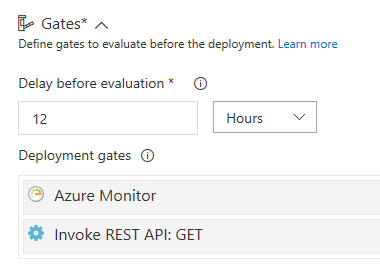 Gates*
Define gates to evaluate before the deployment. Learn more
Delay before evaluation *
12 Hours
Deployment gates
Azure Monitor
Invoke REST API: GET